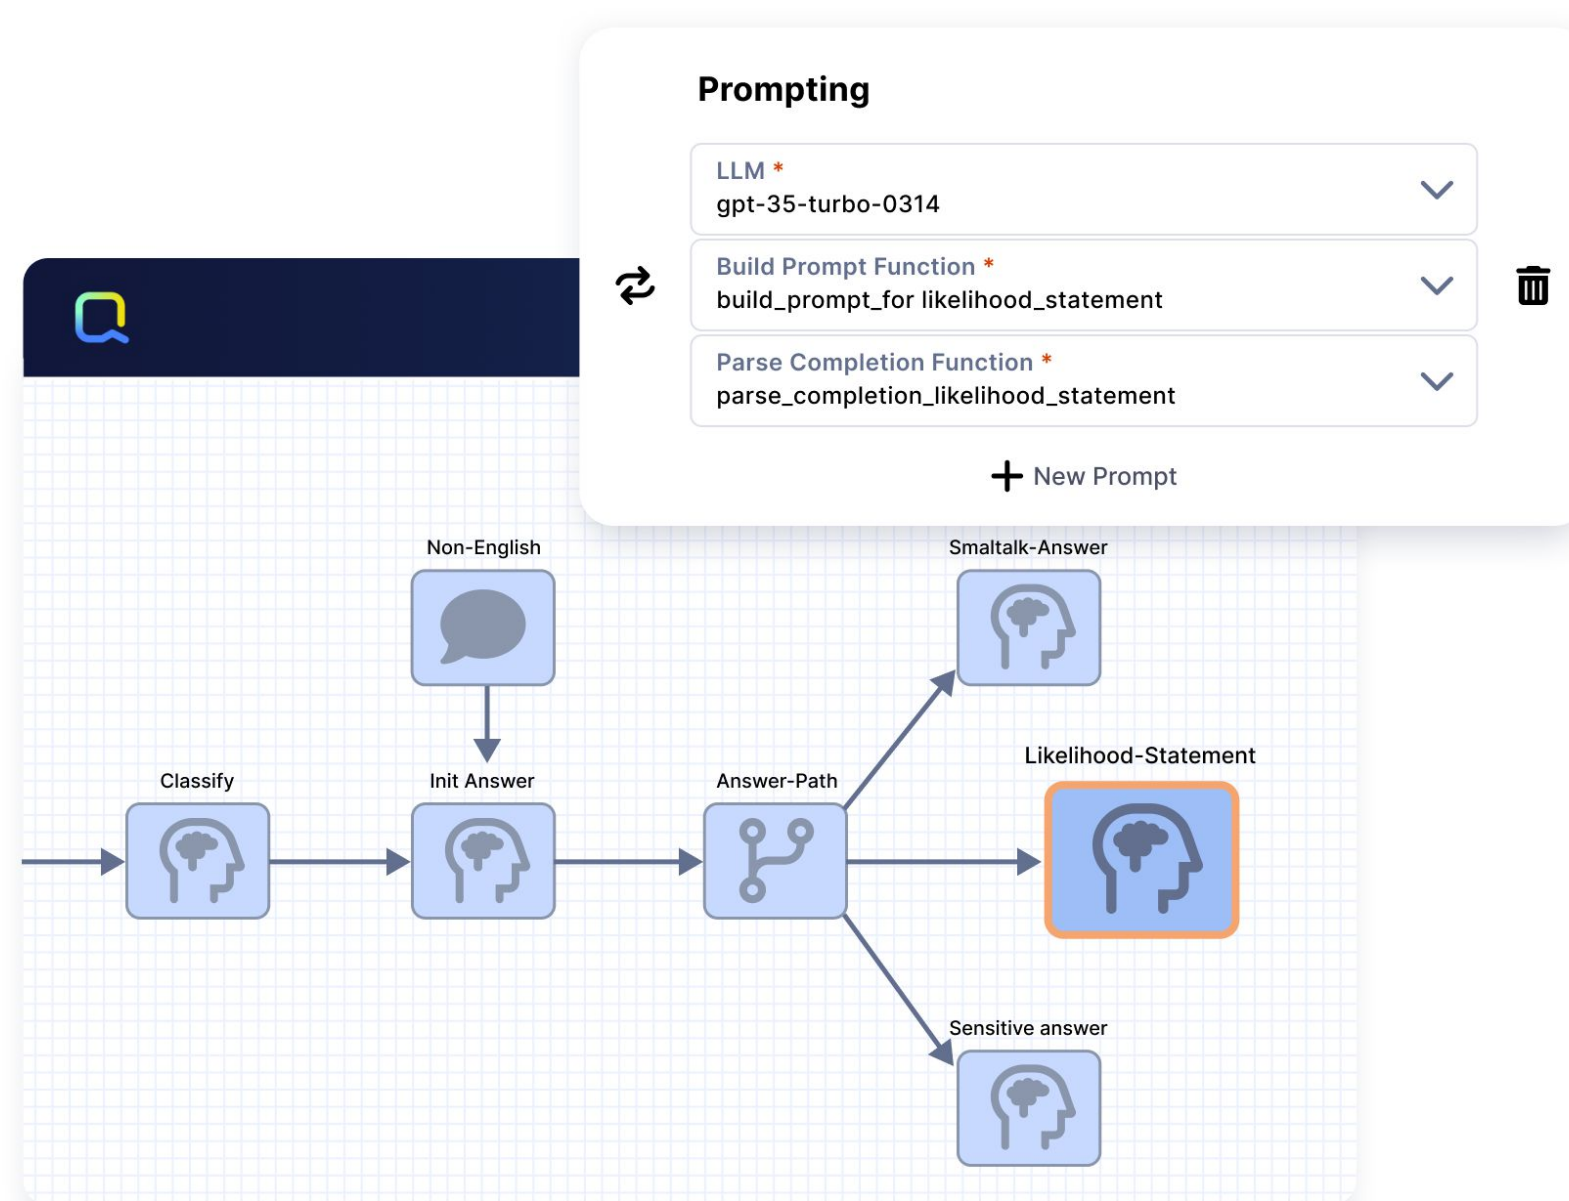 Prompting
LLM *
gpt-35-turbo-0314
Build Prompt Function *
build_prompt_for likelihood_statement
Parse Completion Function *
parse_completion_likelihood_statement
New Prompt
Non-English
Smaltalk-Answer
Likelihood-Statement
Classify
Init Answer
Answer-Path
Sensitive answer